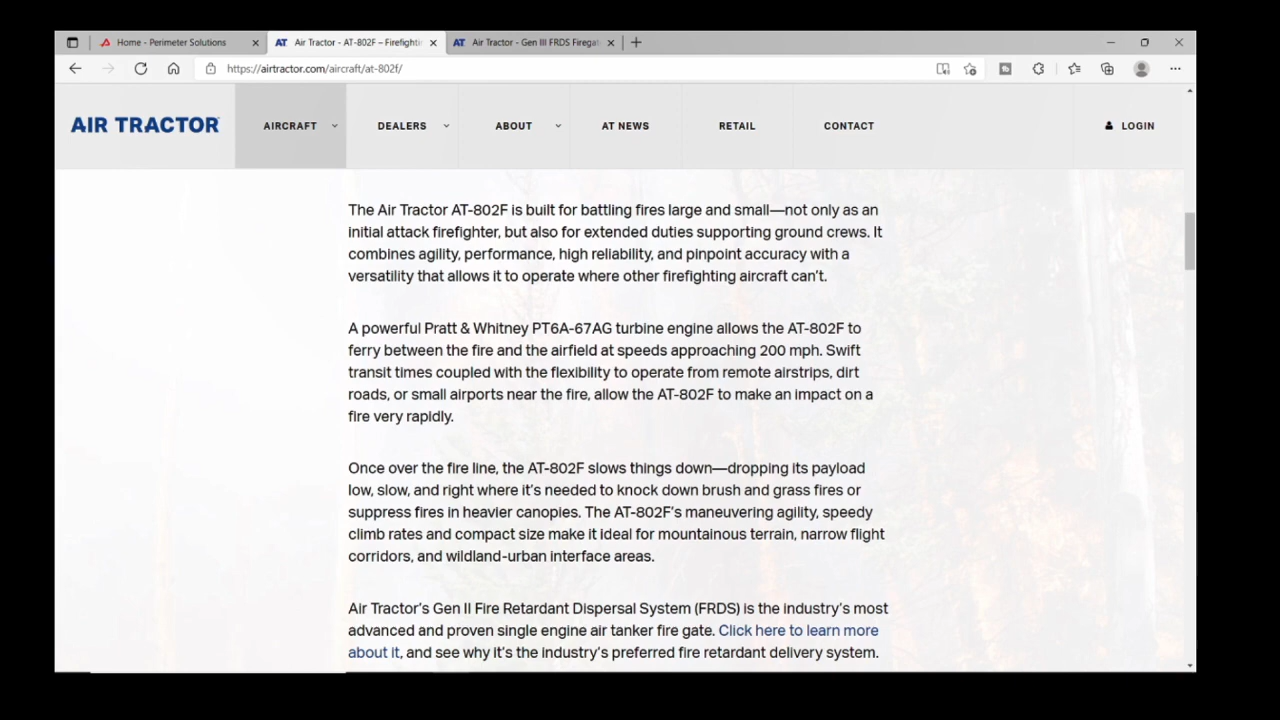 Home - Perimeter Solutions
Air Tractor - AT-802F – Firefightin
Air Tractor - Gen III FRDS Firegat
https://airtractor.com/aircraft/at-802f/
AIR TRACTOR
AIRCRAFT
DEALERS
ABOUT
AT NEWS
RETAIL
CONTACT
LOGIN
The Air Tractor AT-802F is built for battling fires large and small—not only as an
initial attack firefighter, but also for extended duties supporting ground crews. It
combines agility, performance, high reliability, and pinpoint accuracy with a
versatility that allows it to operate where other firefighting aircraft can't.
A powerful Pratt & Whitney PT6A-67AG turbine engine allows the AT-802F to
ferry between the fire and the airfield at speeds approaching 200 mph. Swift
transit times coupled with the flexibility to operate from remote airstrips, dirt
roads, or small airports near the fire, allow the AT-802F to make an impact on a
fire very rapidly.
Once over the fire line, the AT-802F slows things down—dropping its payload
low, slow, and right where it's needed to knock down brush and grass fires or
suppress fires in heavier canopies. The AT-802F's maneuvering agility, speedy
climb rates and compact size make it ideal for mountainous terrain, narrow flight
corridors, and wildland-urban interface areas.
Air Tractor's Gen II Fire Retardant Dispersal System (FRDS) is the industry's most
advanced and proven single engine air tanker fire gate. Click here to learn more
about it, and see why it's the industry's preferred fire retardant delivery system.